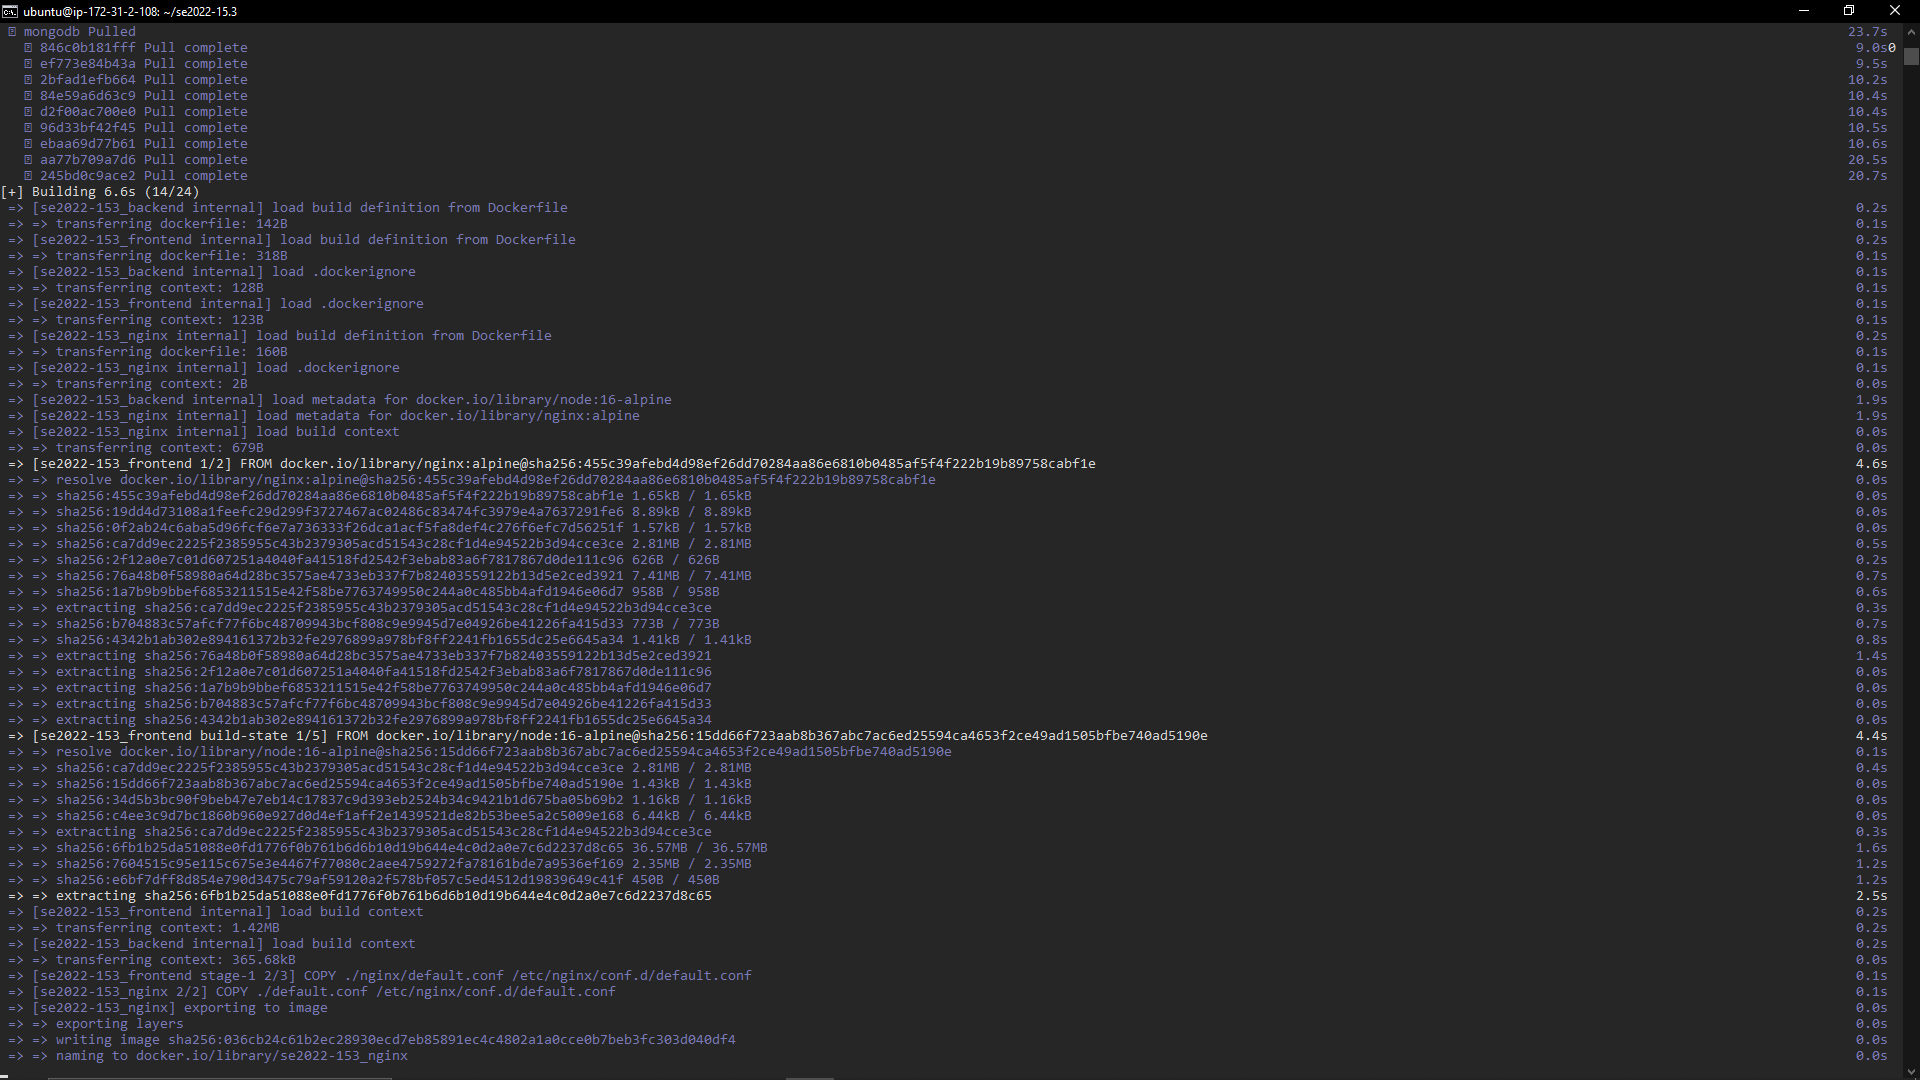 ubuntu@ip-172-31-2-108: ~/se2022-15.3
mongodb Pulled 23.7s
846c0b181fff Pull complete 9.0s0
ef773e84b43a Pull complete 9.5s
2bfad1efb664 Pull complete 10.2s
84e59a6d63c9 Pull complete 10.4s
d2f00ac700e0 Pull complete 10.4s
96d33bf42f45 Pull complete 10.5s
ebaa69d77b61 Pull complete 10.6s
aa77b709a7d6 Pull complete 20.5s
245bd0c9ace2 Pull complete 20.7s
[+] Building 6.6s (14/24)
=> [se2022-153_backend internal] load build definition from Dockerfile 0.2s
=> => transferring dockerfile: 142B 0.1s
=> [se2022-153_frontend internal] load build definition from Dockerfile 0.2s
=> => transferring dockerfile: 318B 0.1s
=> [se2022-153_backend internal] load .dockerignore 0.1s
=> => transferring context: 128B 0.1s
=> [se2022-153_frontend internal] load .dockerignore 0.1s
=> => transferring context: 123B 0.1s
=> [se2022-153_nginx internal] load build definition from Dockerfile 0.2s
=> => transferring dockerfile: 160B 0.1s
=> [se2022-153_nginx internal] load .dockerignore 0.1s
=> => transferring context: 2B 0.0s
=> [se2022-153_backend internal] load metadata for docker.io/library/node:16-alpine 1.9s
=> [se2022-153_nginx internal] load metadata for docker.io/library/nginx:alpine 1.9s
=> [se2022-153_nginx internal] load build context 0.0s
=> => transferring context: 679B 0.0s
=> [se2022-153_frontend 1/2] FROM docker.io/library/nginx:alpine@sha256:455c39afebd4d98ef26dd70284aa86e6810b0485af5f4f222b19b89758cabf1e 4.6s
=> => resolve docker.io/library/nginx:alpine@sha256:455c39afebd4d98ef26dd70284aa86e6810b0485af5f4f222b19b89758cabf1e 0.0s
=> => sha256:455c39afebd4d98ef26dd70284aa86e6810b0485af5f4f222b19b89758cabf1e 1.65kB / 1.65kB 0.0s
=> => sha256:19dd4d73108a1feefc29d299f3727467ac02486c83474fc3979e4a7637291fe6 8.89kB / 8.89kB 0.0s
=> => sha256:0f2ab24c6aba5d96fcf6e7a736333f26dca1acf5fa8def4c276f6efc7d56251f 1.57kB / 1.57kB 0.0s
=> => sha256:ca7dd9ec2225f2385955c43b2379305acd51543c28cf1d4e94522b3d94cce3ce 2.81MB / 2.81MB 0.5s
=> => sha256:2f12a0e7c01d607251a4040fa41518fd2542f3ebab83a6f7817867d0de111c96 626B / 626B 0.2s
=> => sha256:76a48b0f58980a64d28bc3575ae4733eb337f7b82403559122b13d5e2ced3921 7.41MB / 7.41MB 0.7s
=> => sha256:1a7b9b9bbef6853211515e42f58be7763749950c244a0c485bb4afd1946e06d7 958B / 958B 0.6s
=> => extracting sha256:ca7dd9ec2225f2385955c43b2379305acd51543c28cf1d4e94522b3d94cce3ce 0.3s
=> => sha256:b704883c57afcf77f6bc48709943bcf808c9e9945d7e04926be41226fa415d33 773B / 773B 0.7s
=> => sha256:4342b1ab302e894161372b32fe2976899a978bf8ff2241fb1655dc25e6645a34 1.41kB / 1.41kB 0.8s
=> => extracting sha256:76a48b0f58980a64d28bc3575ae4733eb337f7b82403559122b13d5e2ced3921 1.4s
=> => extracting sha256:2f12a0e7c01d607251a4040fa41518fd2542f3ebab83a6f7817867d0de111c96 0.0s
=> => extracting sha256:1a7b9b9bbef6853211515e42f58be7763749950c244a0c485bb4afd1946e06d7 0.0s
=> => extracting sha256:b704883c57afcf77f6bc48709943bcf808c9e9945d7e04926be41226fa415d33 0.0s
=> => extracting sha256:4342b1ab302e894161372b32fe2976899a978bf8ff2241fb1655dc25e6645a34 0.0s
=> [se2022-153_frontend build-state 1/5] FROM docker.io/library/node:16-alpine@sha256:15dd66f723aab8b367abc7ac6ed25594ca4653f2ce49ad1505bfbe740ad5190e 4.4s
=> => resolve docker.io/library/node:16-alpine@sha256:15dd66f723aab8b367abc7ac6ed25594ca4653f2ce49ad1505bfbe740ad5190e 0.1s
=> => sha256:ca7dd9ec2225f2385955c43b2379305acd51543c28cf1d4e94522b3d94cce3ce 2.81MB / 2.81MB 0.4s
=> => sha256:15dd66f723aab8b367abc7ac6ed25594ca4653f2ce49ad1505bfbe740ad5190e 1.43kB / 1.43kB 0.0s
=> => sha256:34d5b3bc90f9beb47e7eb14c17837c9d393eb2524b34c9421b1d675ba05b69b2 1.16kB / 1.16kB 0.0s
=> => sha256:c4ee3c9d7bc1860b960e927d0d4ef1aff2e1439521de82b53bee5a2c5009e168 6.44kB / 6.44kB 0.0s
=> => extracting sha256:ca7dd9ec2225f2385955c43b2379305acd51543c28cf1d4e94522b3d94cce3ce 0.3s
=> => sha256:6fb1b25da51088e0fd1776f0b761b6d6b10d19b644e4c0d2a0e7c6d2237d8c65 36.57MB / 36.57MB 1.6s
=> => sha256:7604515c95e115c675e3e4467f77080c2aee4759272fa78161bde7a9536ef169 2.35MB / 2.35MB 1.2s
=> => sha256:e6bf7dff8d854e790d3475c79af59120a2f578bf057c5ed4512d19839649c41f 450B / 450B 1.2s
=> => extracting sha256:6fb1b25da51088e0fd1776f0b761b6d6b10d19b644e4c0d2a0e7c6d2237d8c65 2.5s
=> [se2022-153_frontend internal] load build context 0.2s
=> => transferring context: 1.42MB 0.2s
=> [se2022-153_backend internal] load build context 0.2s
=> => transferring context: 365.68kB 0.0s
=> [se2022-153_frontend stage-1 2/3] COPY ./nginx/default.conf /etc/nginx/conf.d/default.conf 0.1s
=> [se2022-153_nginx 2/2] COPY ./default.conf /etc/nginx/conf.d/default.conf 0.1s
=> [se2022-153_nginx] exporting to image 0.0s
=> => exporting layers 0.0s
=> => writing image sha256:036cb24c61b2ec28930ecd7eb85891ec4c4802a1a0cce0b7beb3fc303d040df4 0.0s
=> => naming to docker.io/library/se2022-153_nginx 0.0s